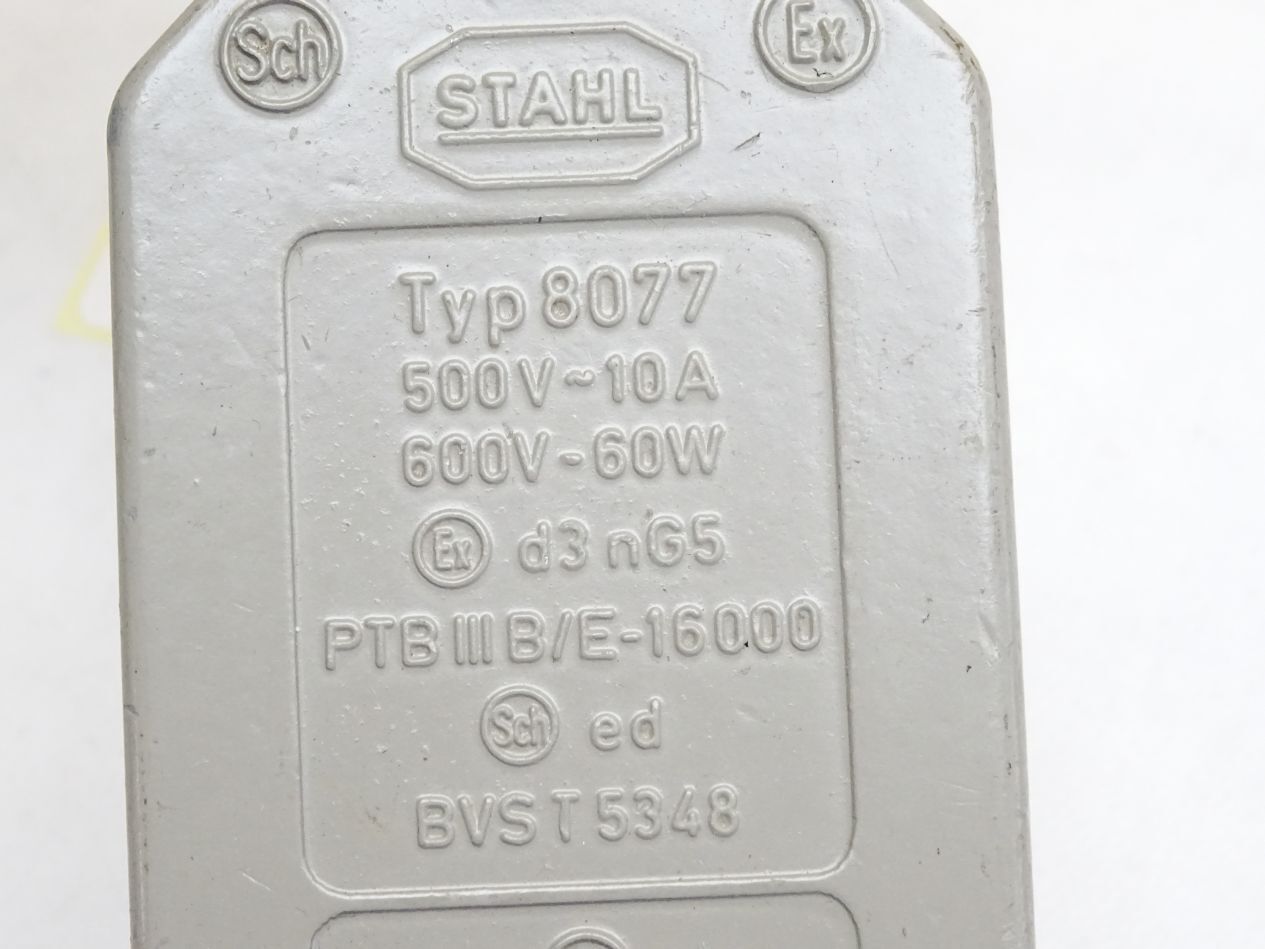 Sch STAHL Ex
Typ 8077
500V~10A
600V-60W
Ex d3 nG5
PTB III B/E-16000
Sch ed
BVS T 5348